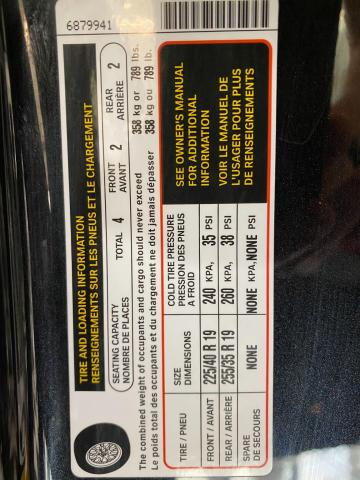 6879941
TIRE AND LOADING INFORMATION
RENSEIGNEMENTS SUR LES PNEUS ET LE CHARGEMENT
SEATING CAPACITY
NOMBRE DE PLACES
TOTAL 4
FRONT
AVANT
2
REAR
ARRIÈRE
2
The combined weight of occupants and cargo should never exceed 358 kg or 789 lbs.
Le poids total des occupants et du chargement ne doit jamais dépasser 358 kg ou 789 lb.
TIRE / PNEU
SIZE
DIMENSIONS
COLD TIRE PRESSURE
PRESSION DES PNEUS
A FROID
FRONT / AVANT 225/40 R 19 240 KPA, 35 PSI
REAR / ARRIÈRE 255/35 R 19 260 KPA, 38 PSI
SPARE
DE SECOURS
NONE NONE KPA, NONE PSI
SEE OWNER'S MANUAL
FOR ADDITIONAL
INFORMATION
VOIR LE MANUEL DE
L'USAGER POUR PLUS
DE RENSEIGNEMENTS